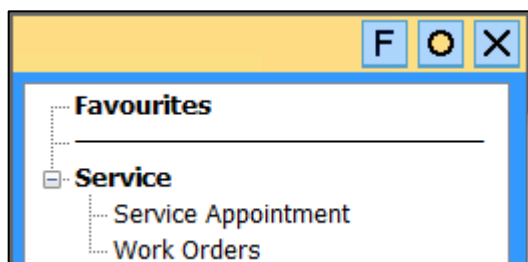 F O X
Favourites
Service
Service Appointment
Work Orders